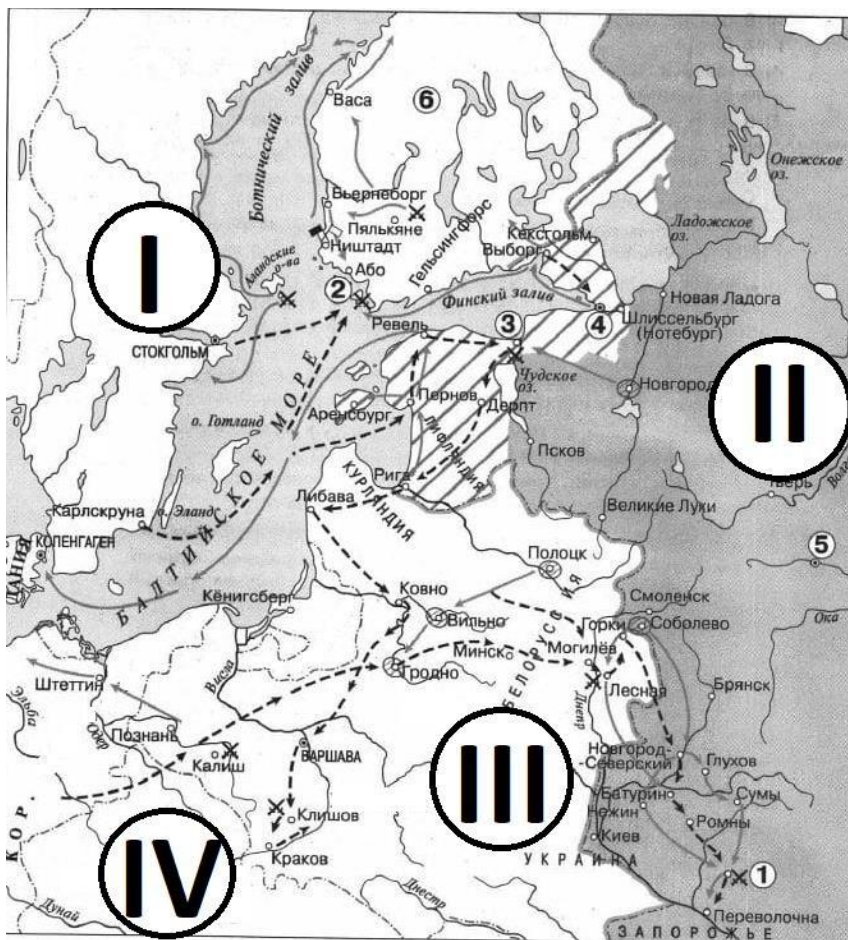 Ботнический
залив
Васа
6
Онежское
оз.
Ладожское
оз.
Бьернеборг
Пялькяне
Ништадт
Гельсингфорс
Кексгольм
Выборг
I
Аландские
о-ва
Або
2
Финский залив
Новая Ладога
Ревель
3
4
Шлиссельбург
(Нотебург)
СТОКГОЛЬМ
Чудское
оз.
Новгород
II
о. Готланд
Аренсбург
Пернов
Дерпт
ЛИФЛЯНДИЯ
Псков
Тверь
Волга
БАЛТИЙСКОЕ МОРЕ
КУРЛЯНДИЯ
Рига
Карлскруна
о. Эланд
Либава
Великие Луки
КОПЕНГАГЕН
ДАНИЯ
Полоцк
5
Кёнигсберг
Ковно
Смоленск
Вильно
Горки
Соболево
Ока
Минск
Могилёв
БЕЛОРУССИЯ
Гродно
Штеттин
Висла
Лесная
Брянск
Эльба
Одер
Днепр
Познань
Калиш
ВАРШАВА
III
Новгород-
-Северский
Глухов
КОР.
Клишов
Батурин
Сумы
Нежин
Ромны
IV
Краков
Киев
УКРАИНА
1
Дунай
Днестр
Переволочна
ЗАПОРОЖЬЕ